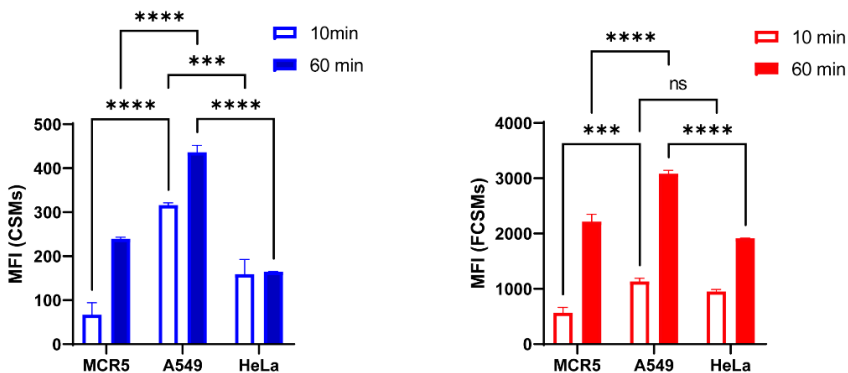 ****
10min
60 min
***
****
****
MFI (CSMs)
500
400
300
200
100
0
MCR5
A549
HeLa
****
10 min
60 min
ns
***
****
MFI (FCSMs)
4000
3000
2000
1000
0
MCR5
A549
HeLa